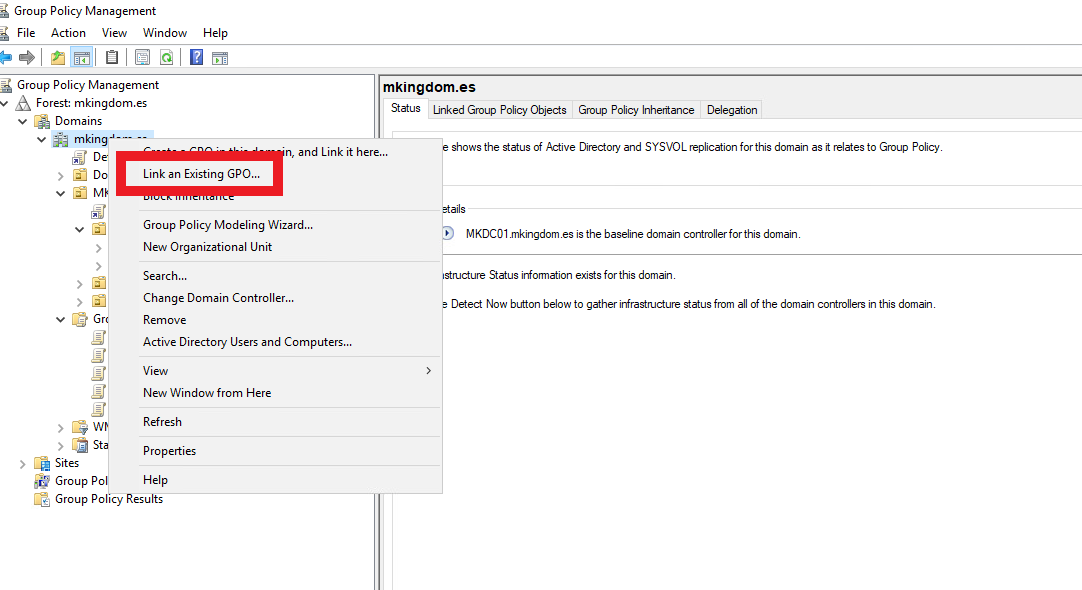 Group Policy Management
File Action View Window Help
Group Policy Management
Forest: mkingdom.es
Domains
mkingdom.es
Do
MK
Gro
WM
Sta
Sites
Group Pol
Group Policy Results
Create a GPO in this domain, and Link it here...
Link an Existing GPO...
Block Inheritance
Group Policy Modeling Wizard...
New Organizational Unit
Search...
Change Domain Controller...
Remove
Active Directory Users and Computers...
View
New Window from Here
Refresh
Properties
Help
mkingdom.es
Status Linked Group Policy Objects Group Policy Inheritance Delegation
e shows the status of Active Directory and SYSVOL replication for this domain as it relates to Group Policy.
etails
MKDC01.mkingdom.es is the baseline domain controller for this domain.
astructure Status information exists for this domain.
e Detect Now button below to gather infrastructure status from all of the domain controllers in this domain.